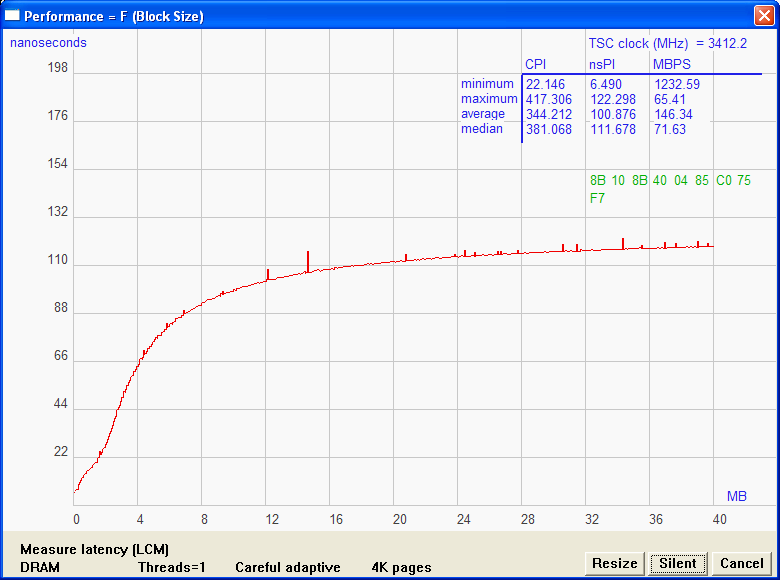 Performance = F (Block Size)
nanoseconds
TSC clock (MHz) = 3412.2
CPI nsPI MBPS
minimum 22.146 6.490 1232.59
maximum 417.306 122.298 65.41
average 344.212 100.876 146.34
median 381.068 111.678 71.63
8B 10 8B 40 04 85 C0 75
F7
198
176
154
132
110
88
66
44
22
MB
0 4 8 12 16 20 24 28 32 36 40
Measure latency (LCM)
DRAM Threads=1 Careful adaptive 4K pages
Resize Silent Cancel